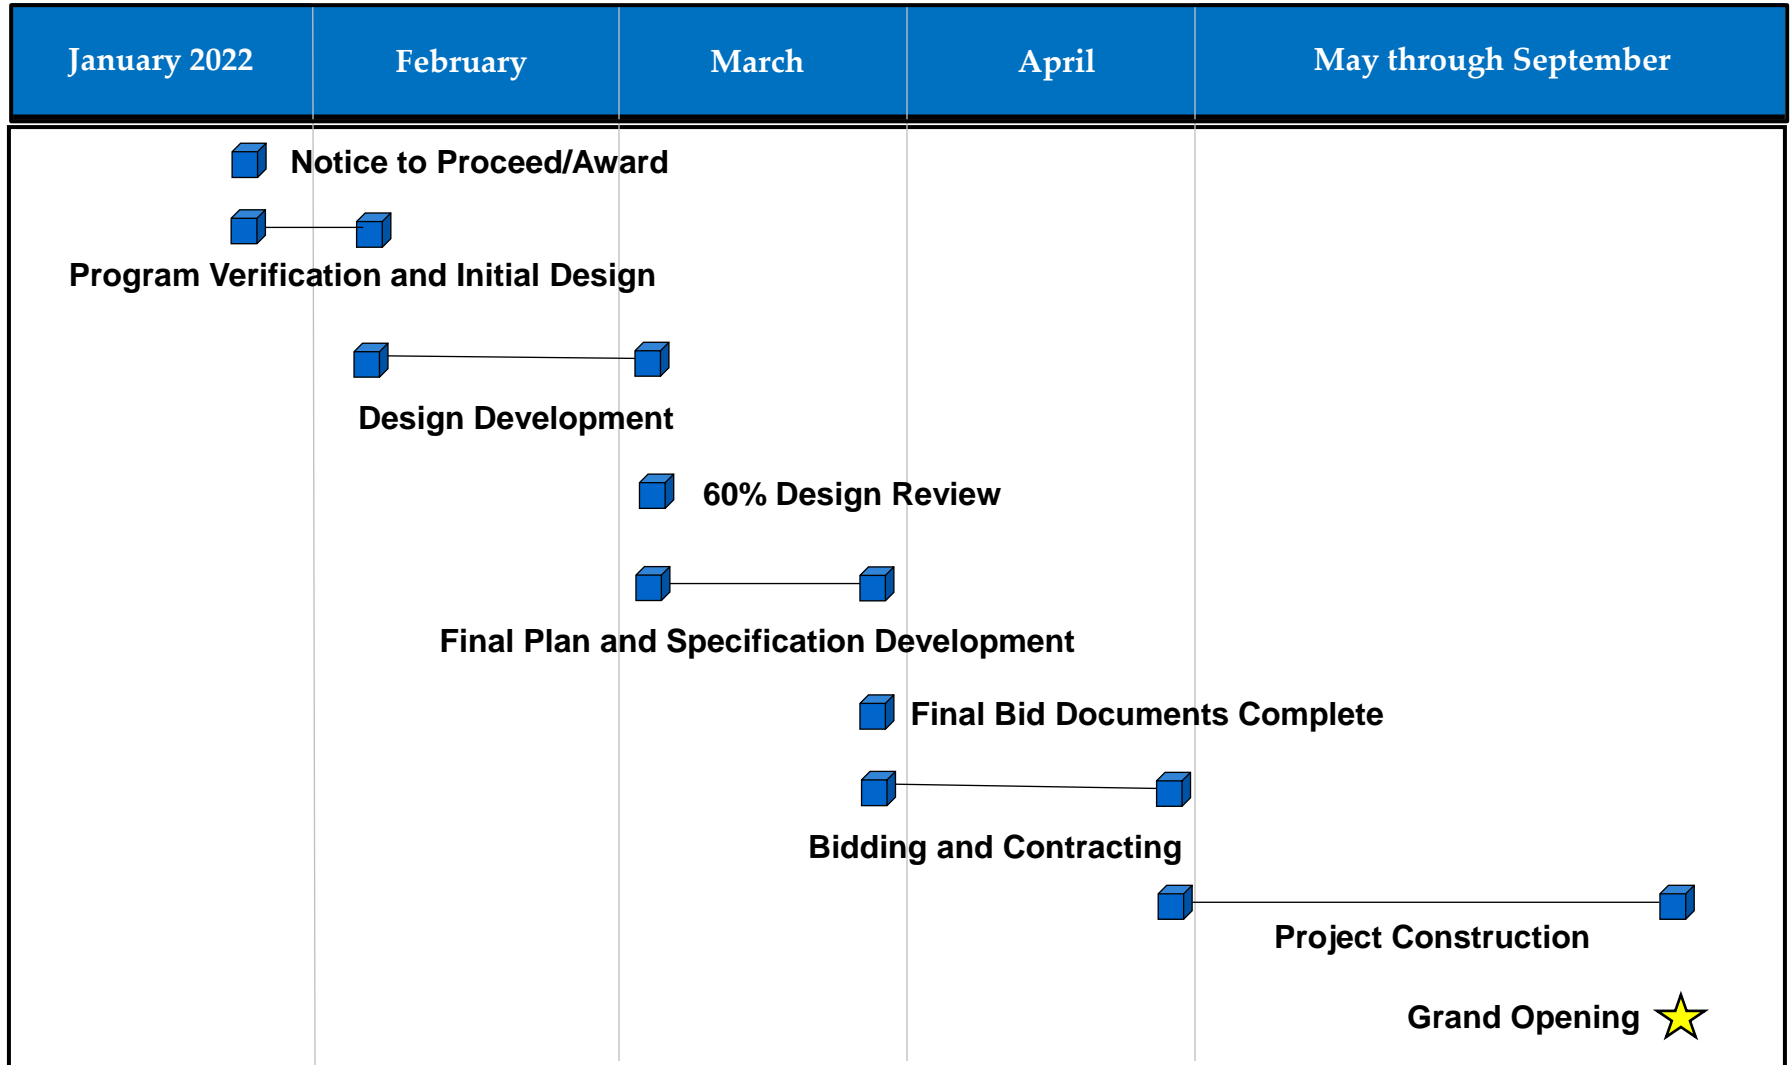 January 2022
February
March
April
May through September
Notice to Proceed/Award
Program Verification and Initial Design
Design Development
60% Design Review
Final Plan and Specification Development
Final Bid Documents Complete
Bidding and Contracting
Project Construction
Grand Opening